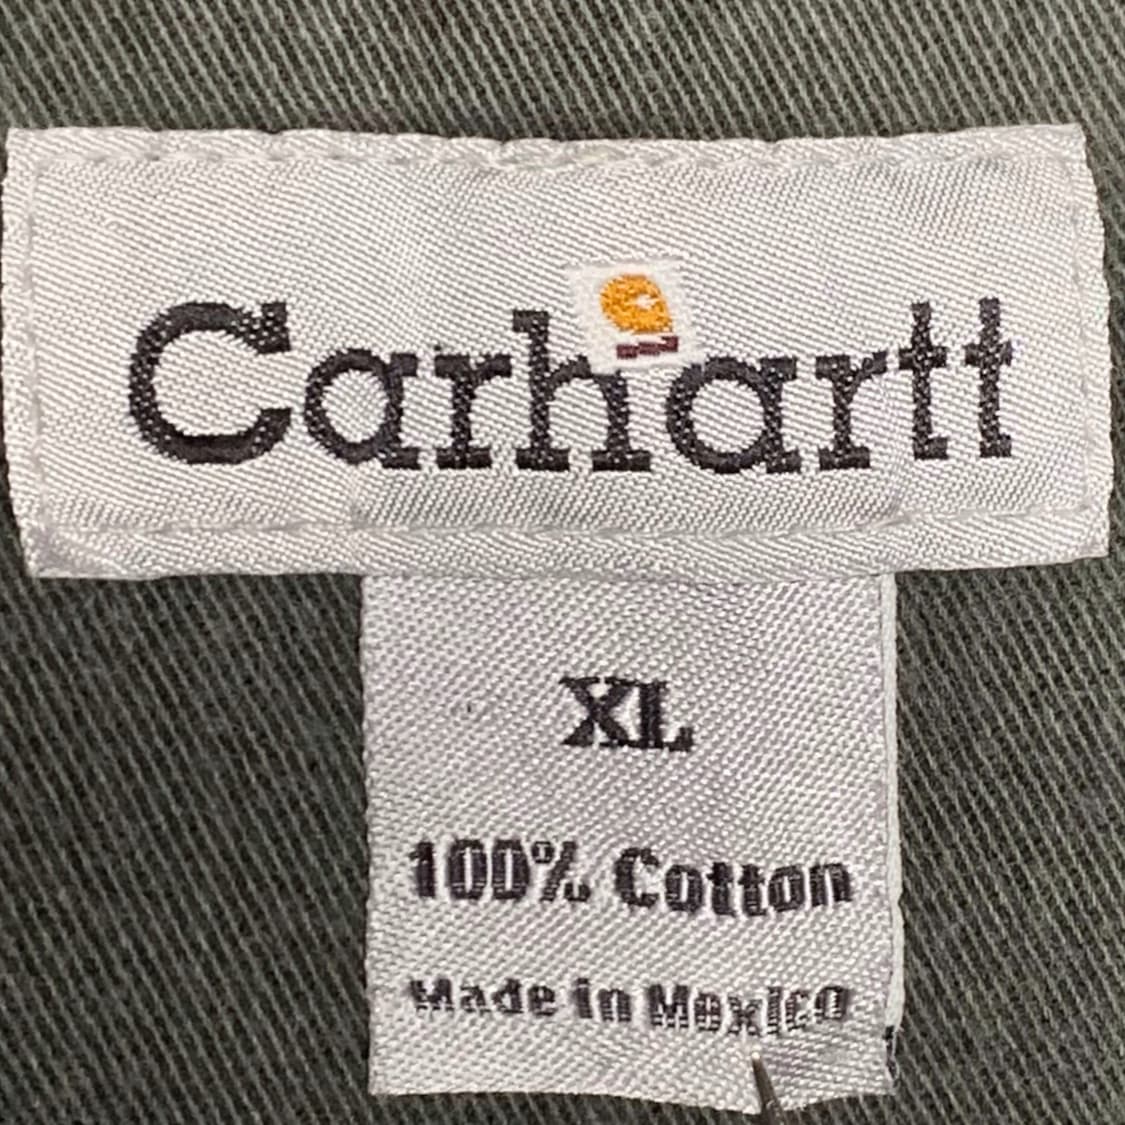 Carhartt
XL
100% Cotton
Made in Mexico